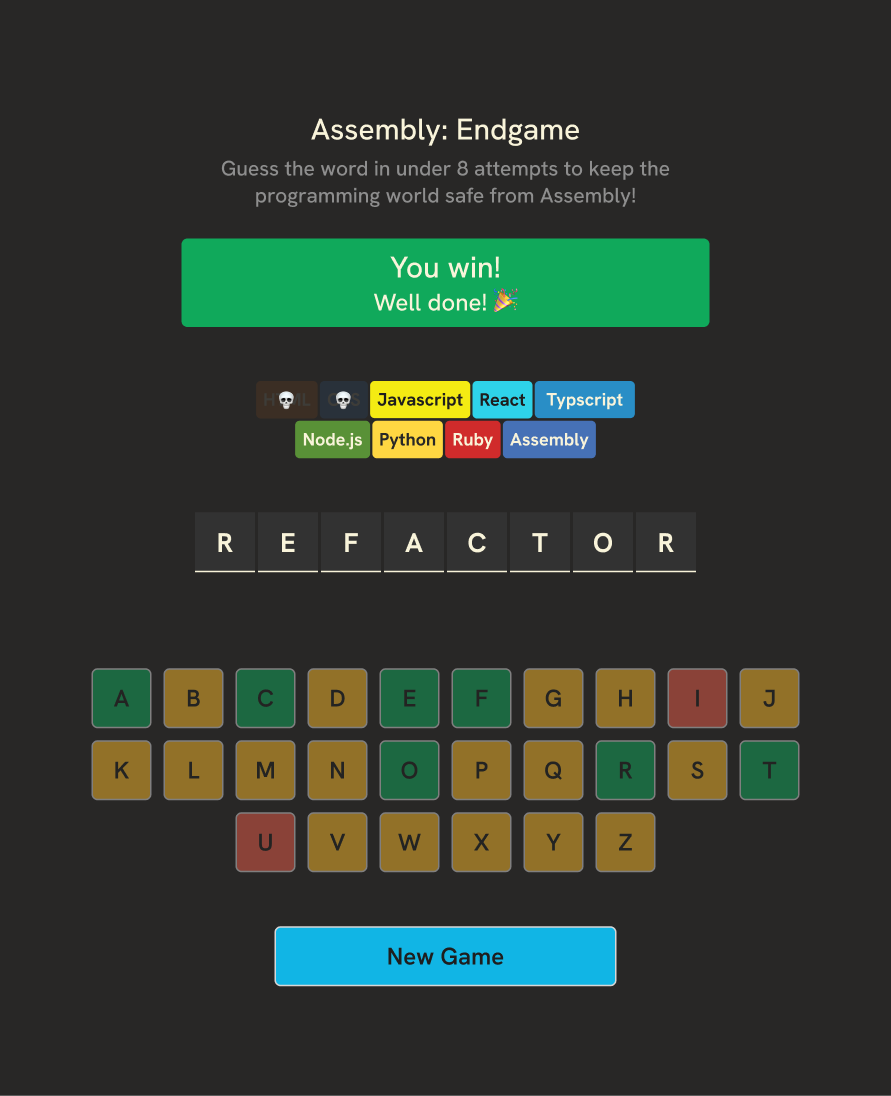 Assembly: Endgame
Guess the word in under 8 attempts to keep the
programming world safe from Assembly!
You win!
Well done! 🎉
HTML CSS Javascript React Typscript
Node.js Python Ruby Assembly
R E F A C T O R
A B C D E F G H I J
K L M N O P Q R S T
U V W X Y Z
New Game